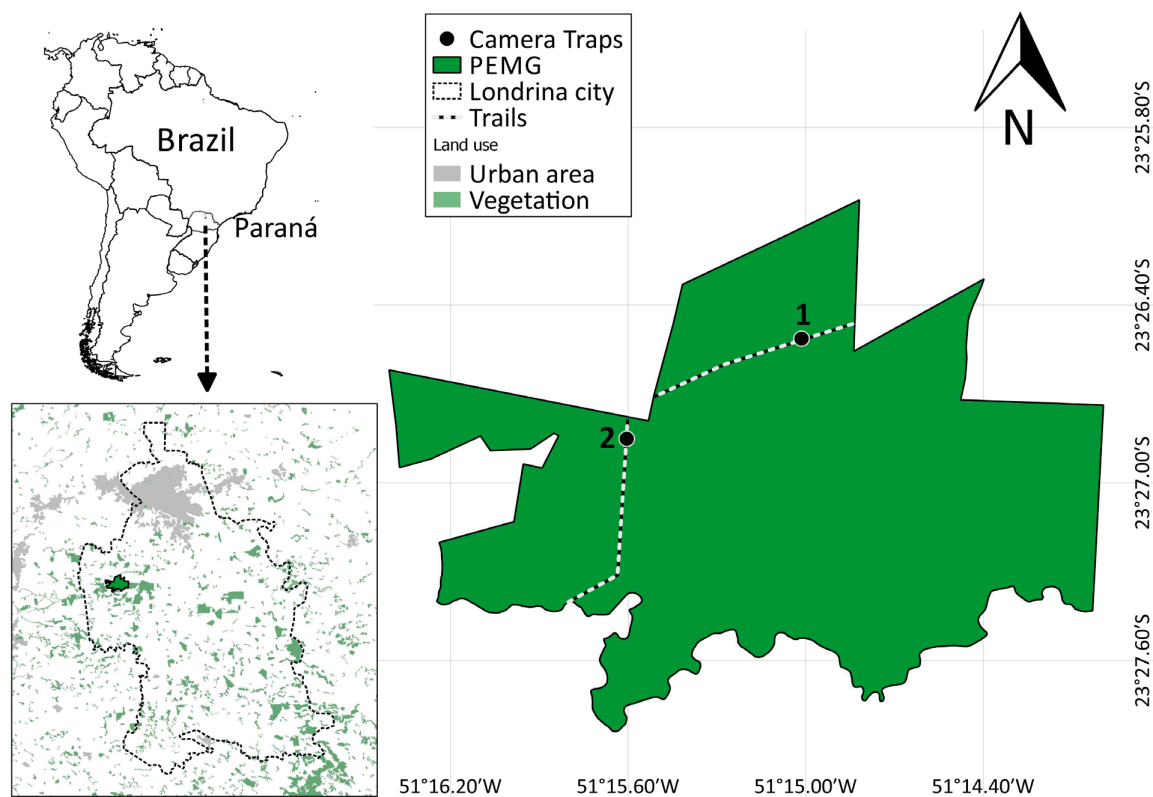 Brazil
Paraná
Camera Traps
PEMG
Londrina city
Trails
Land use
Urban area
Vegetation
N
1
2
23°25.80'S
23°26.40'S
23°27.00'S
23°27.60'S
51°16.20'W
51°15.60'W
51°15.00'W
51°14.40'W